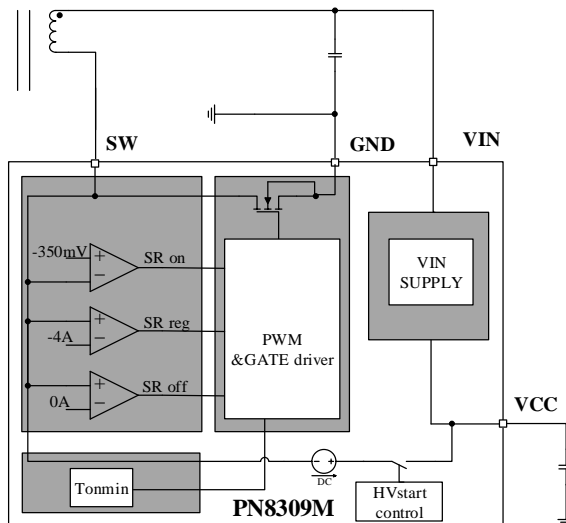 SW
GND
VIN
-350mV
+
−
SR on
+
−
-4A
SR reg
+
−
0A
SR off
PWM
&GATE driver
VIN
SUPPLY
VCC
Tonmin
DC
HVstart
control
PN8309M